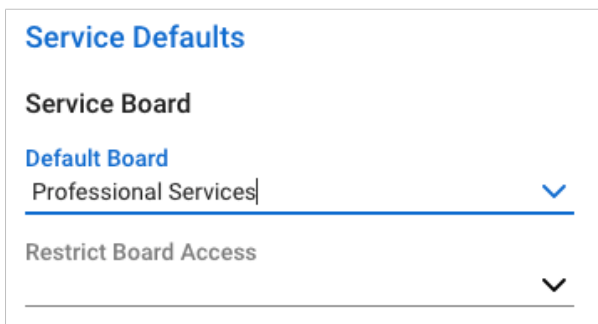 Service Defaults
Service Board
Default Board
Professional Services
Restrict Board Access